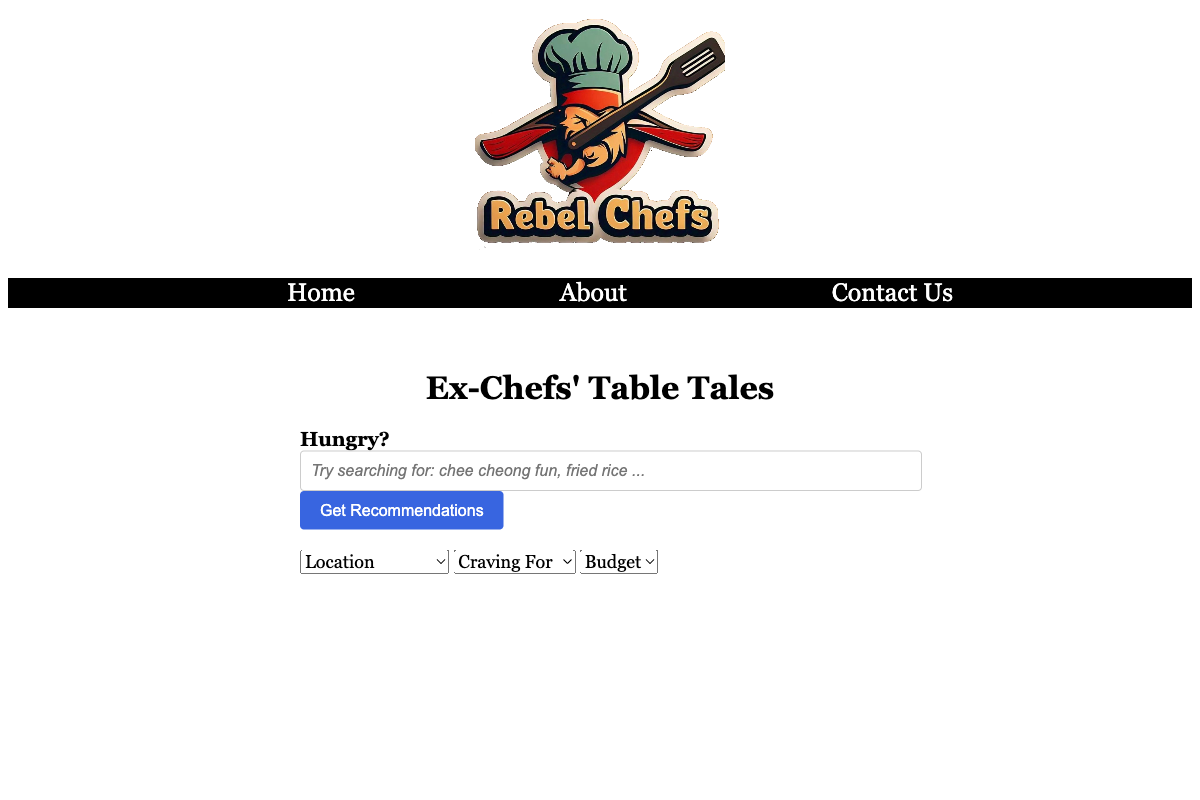 Rebel Chefs
Home About Contact Us
Ex-Chefs' Table Tales
Hungry?
Try searching for: chee cheong fun, fried rice ...
Get Recommendations
Location Craving For Budget